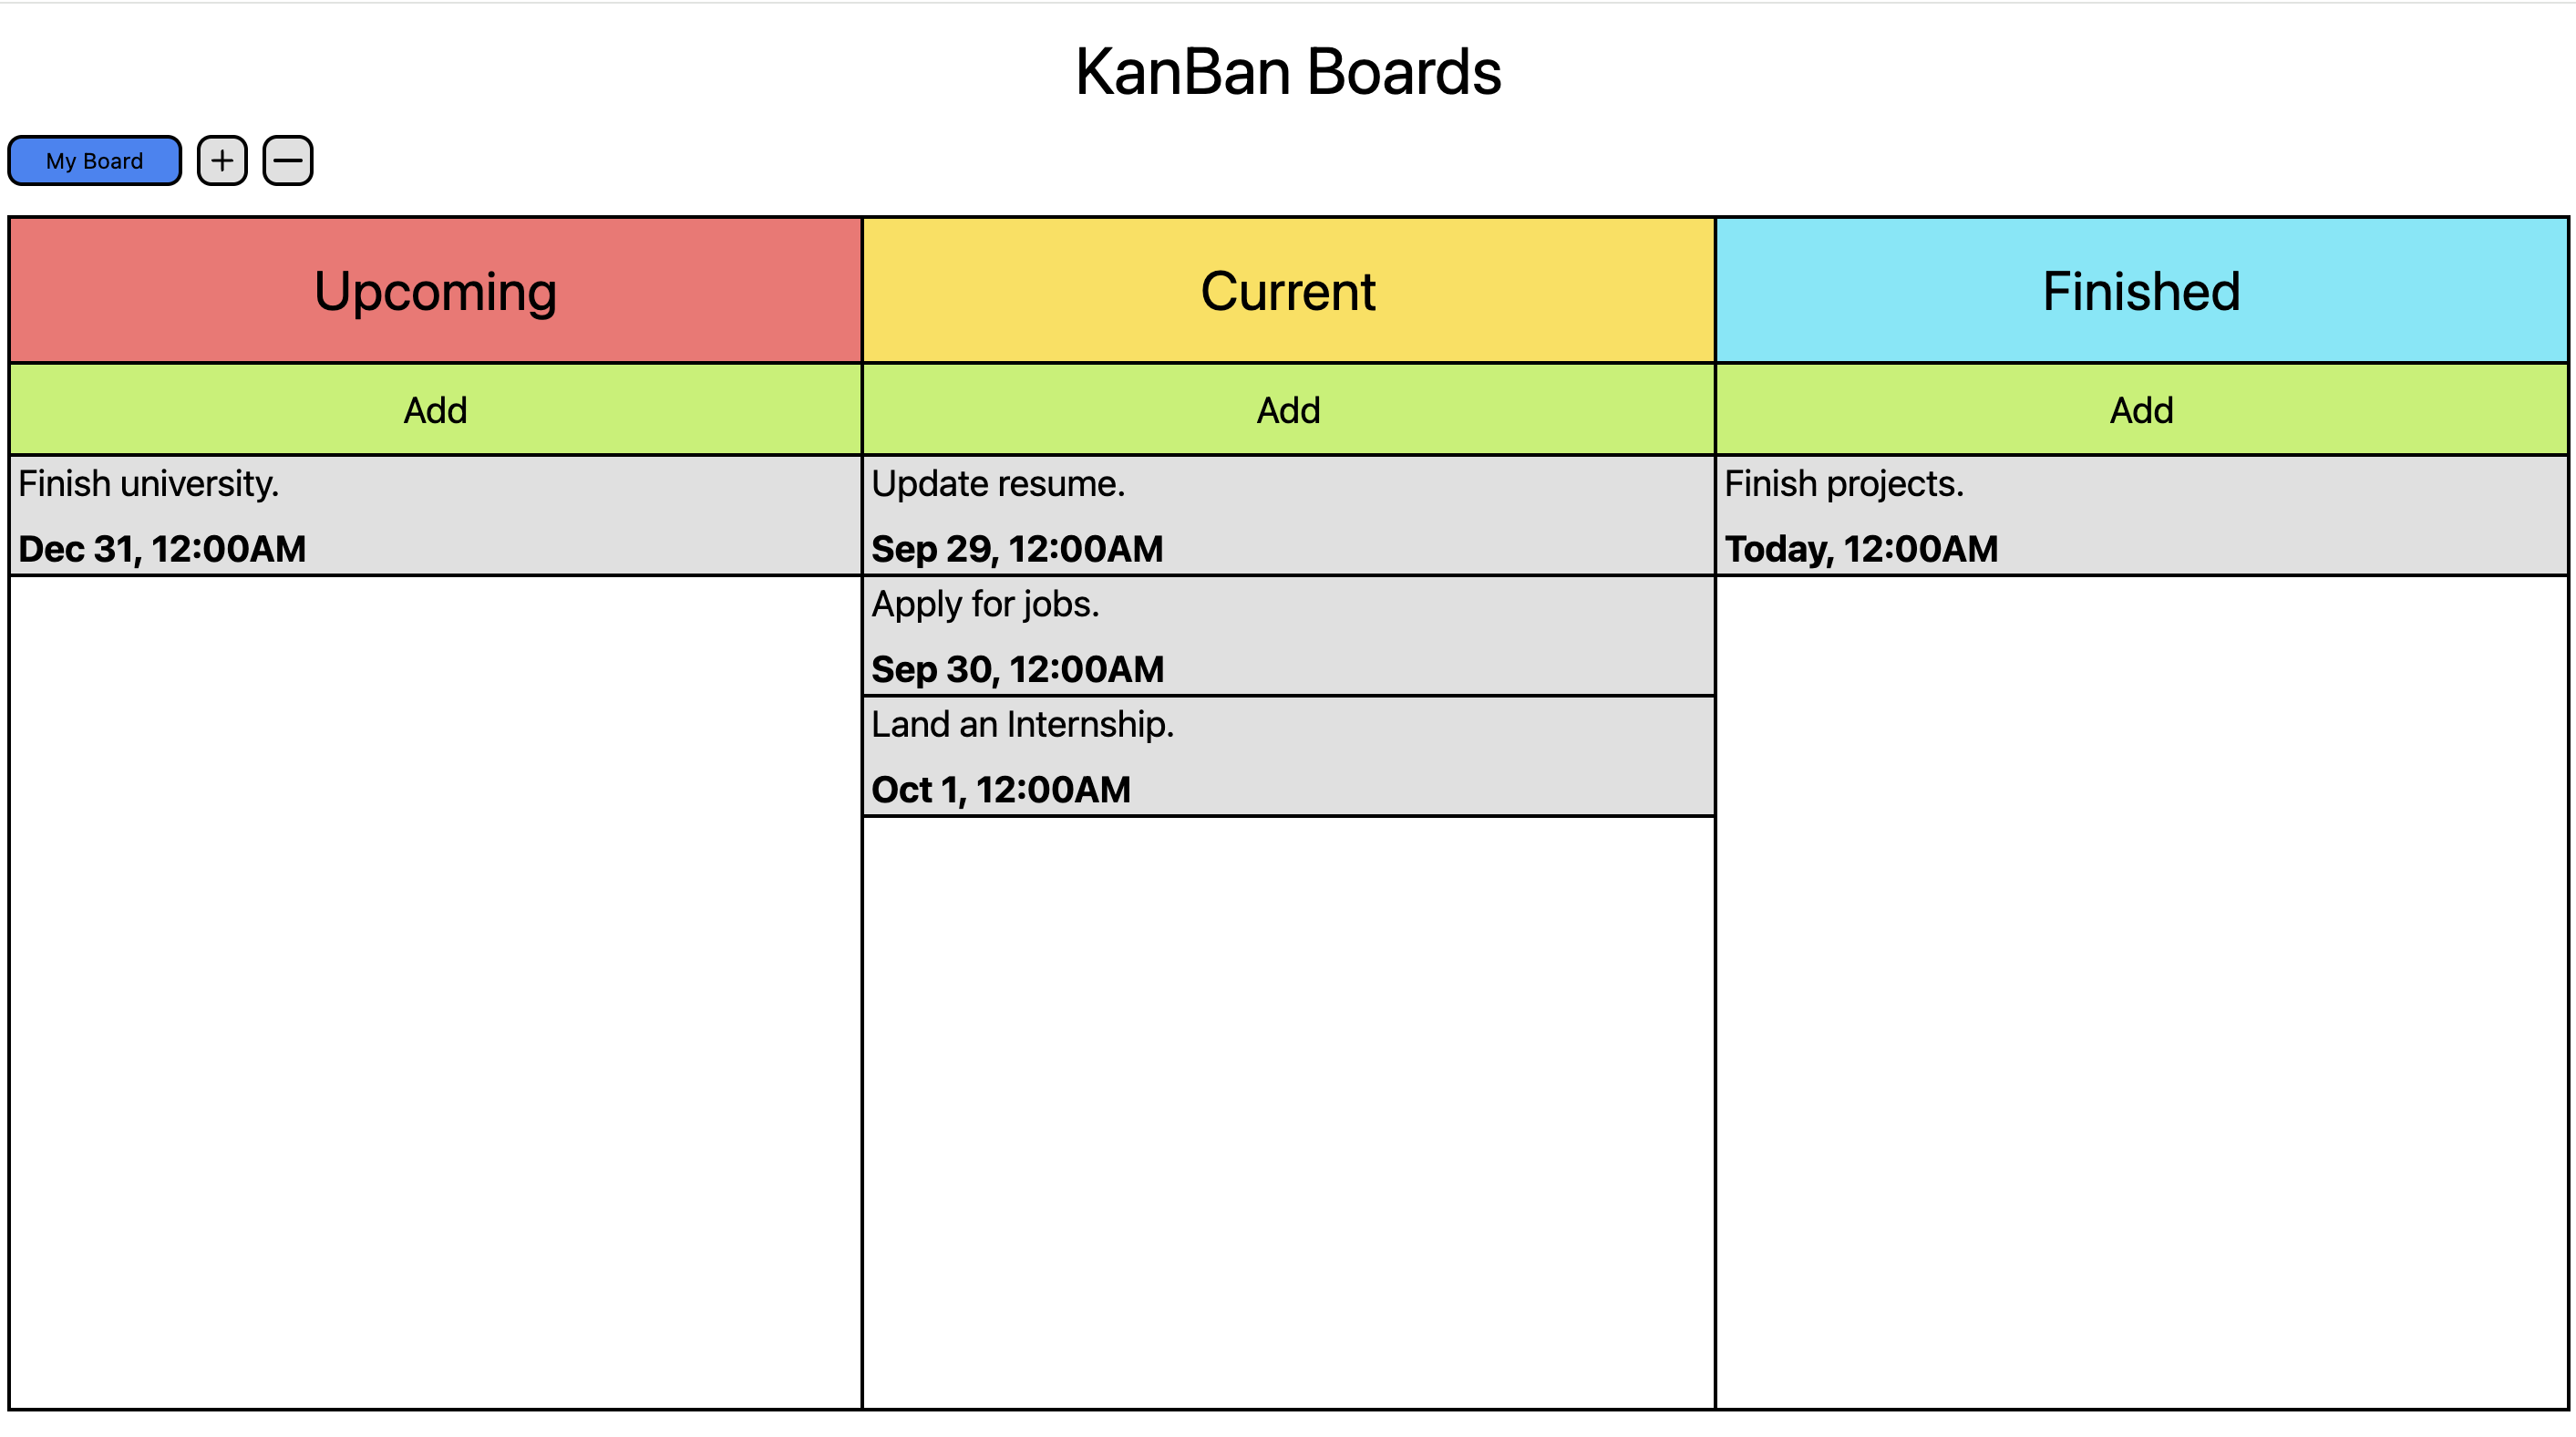 KanBan Boards
My Board
+
—
Upcoming
Current
Finished
Add
Add
Add
Finish university.
Dec 31, 12:00AM
Update resume.
Sep 29, 12:00AM
Apply for jobs.
Sep 30, 12:00AM
Land an Internship.
Oct 1, 12:00AM
Finish projects.
Today, 12:00AM